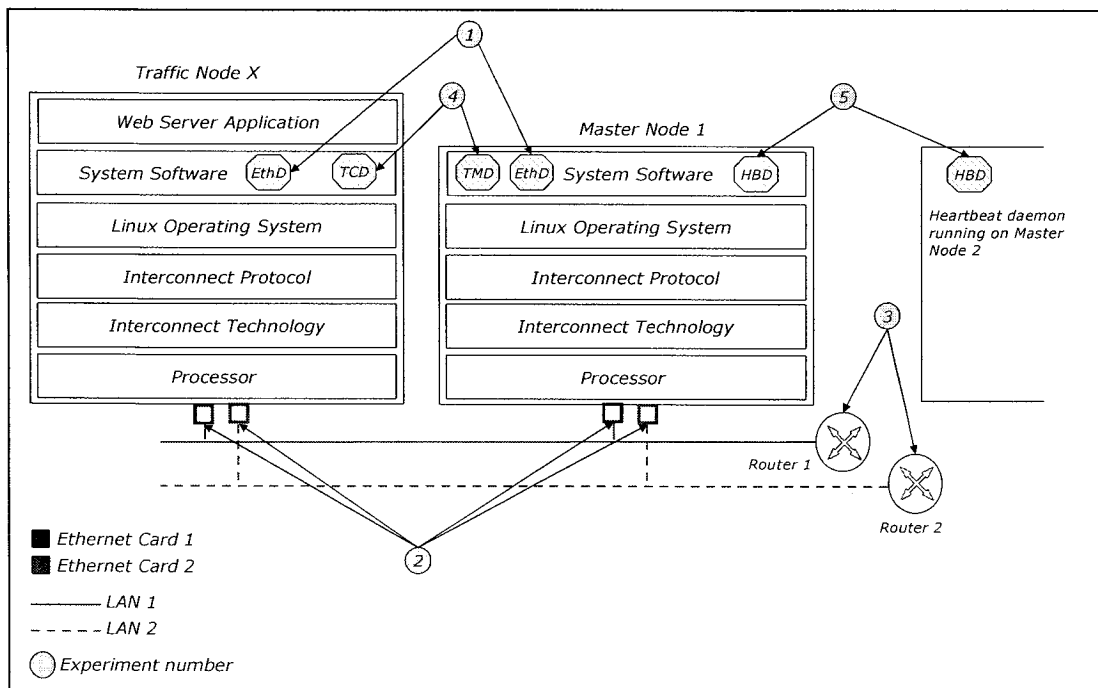 1
Traffic Node X
4
5
Web Server Application
Master Node 1
System Software
EthD
TCD
TMD
EthD
System Software
HBD
HBD
Heartbeat daemon
running on Master
Node 2
Linux Operating System
Linux Operating System
Interconnect Protocol
Interconnect Protocol
3
Interconnect Technology
Interconnect Technology
Processor
Processor
Router 1
Router 2
2
Ethernet Card 1
Ethernet Card 2
LAN 1
LAN 2
Experiment number